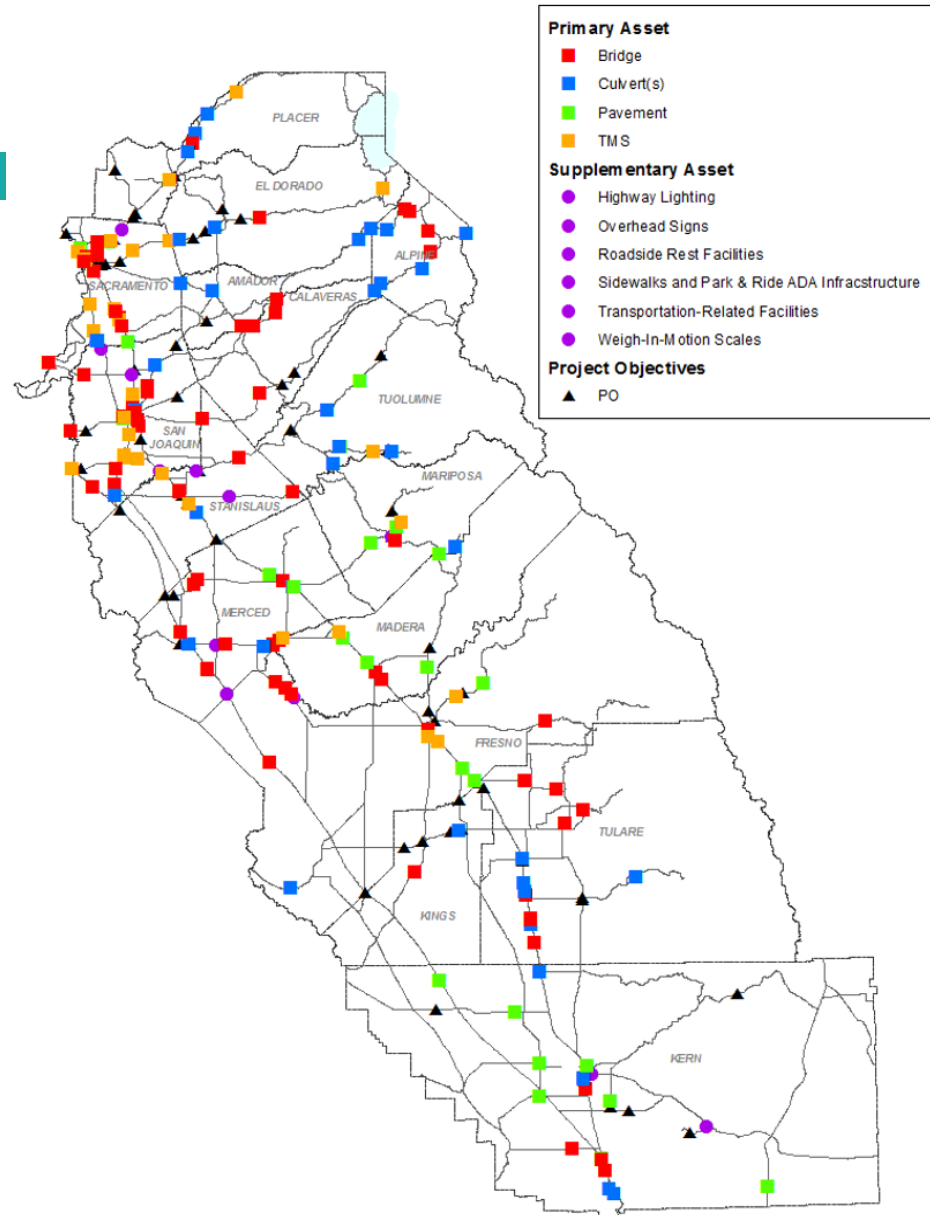 Primary Asset
Bridge
Culvert(s)
Pavement
TMS
Supplementary Asset
Highway Lighting
Overhead Signs
Roadside Rest Facilities
Sidewalks and Park & Ride ADA Infracstructure
Transportation-Related Facilities
Weigh-In-Motion Scales
Project Objectives
PO
PLACER
EL DORADO
ALPINE
SACRAMENTO
AMADOR
CALAVERAS
TUOLUMNE
SAN
JOAQUIN
MARIPOSA
STANISLAUS
MERCED
MADERA
FRESNO
TULARE
KINGS
KERN